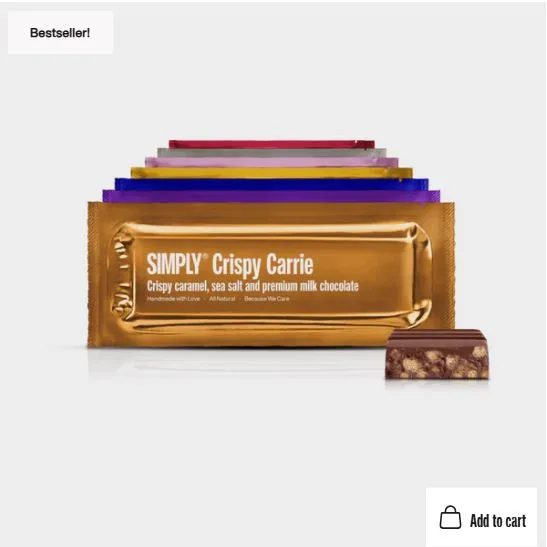 Bestseller!
SIMPLY® Crispy Carrie
Crispy caramel, sea salt and premium milk chocolate
Handmade with Love - All Natural - Because We Care
Add to cart